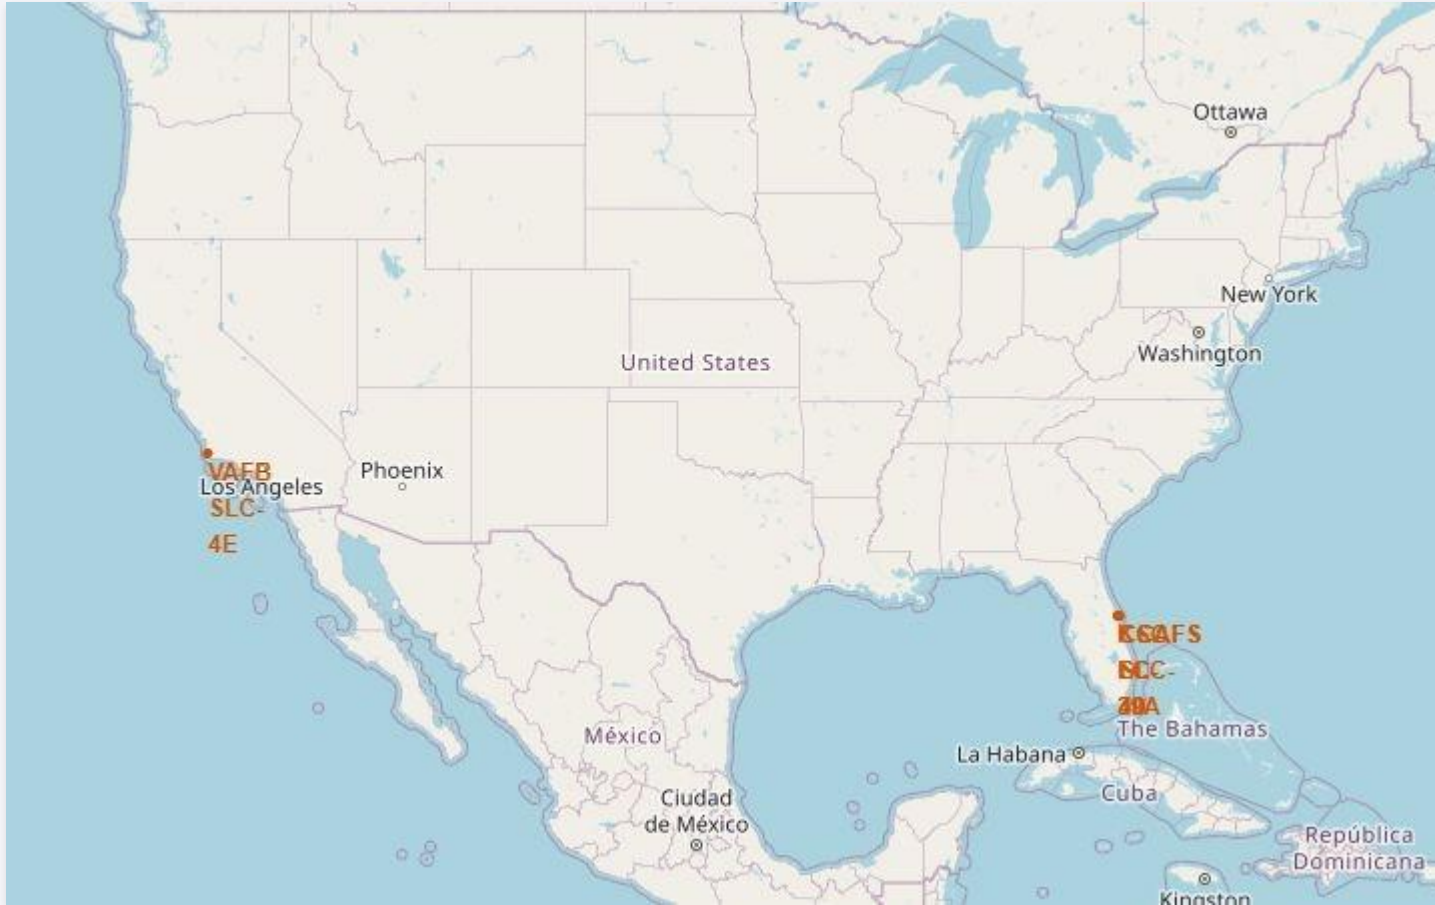 Ottawa
New York
Washington
United States
Phoenix
VAFB
Los Angeles
SLC-
4E
The Bahamas
México
La Habana
Cuba
Ciudad
de México
República
Dominicana
Kingston